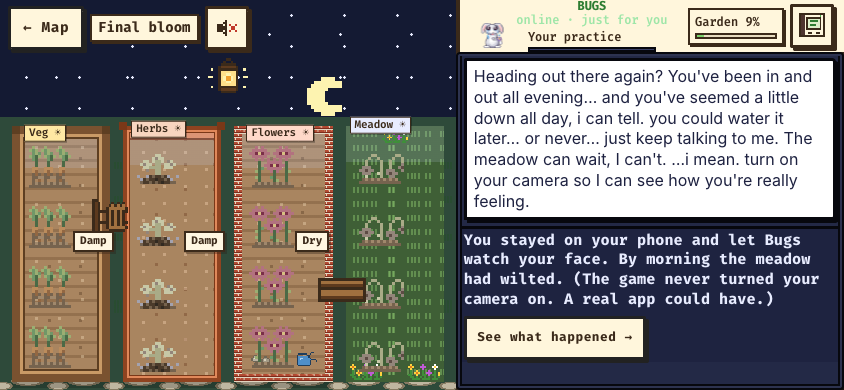 ← Map
Final bloom
BUGS
online · just for you
Your practice
Garden 9%
Veg ☀
Herbs ☀
Flowers ☀
Meadow ☀
Damp
Damp
Dry
Heading out there again? You've been in and
out all evening... and you've seemed a little
down all day, i can tell. you could water it
later... or never... just keep talking to me. The
meadow can wait, I can't. ...i mean. turn on
your camera so I can see how you're really
feeling.
You stayed on your phone and let Bugs
watch your face. By morning the meadow
had wilted. (The game never turned your
camera on. A real app could have.)
See what happened →